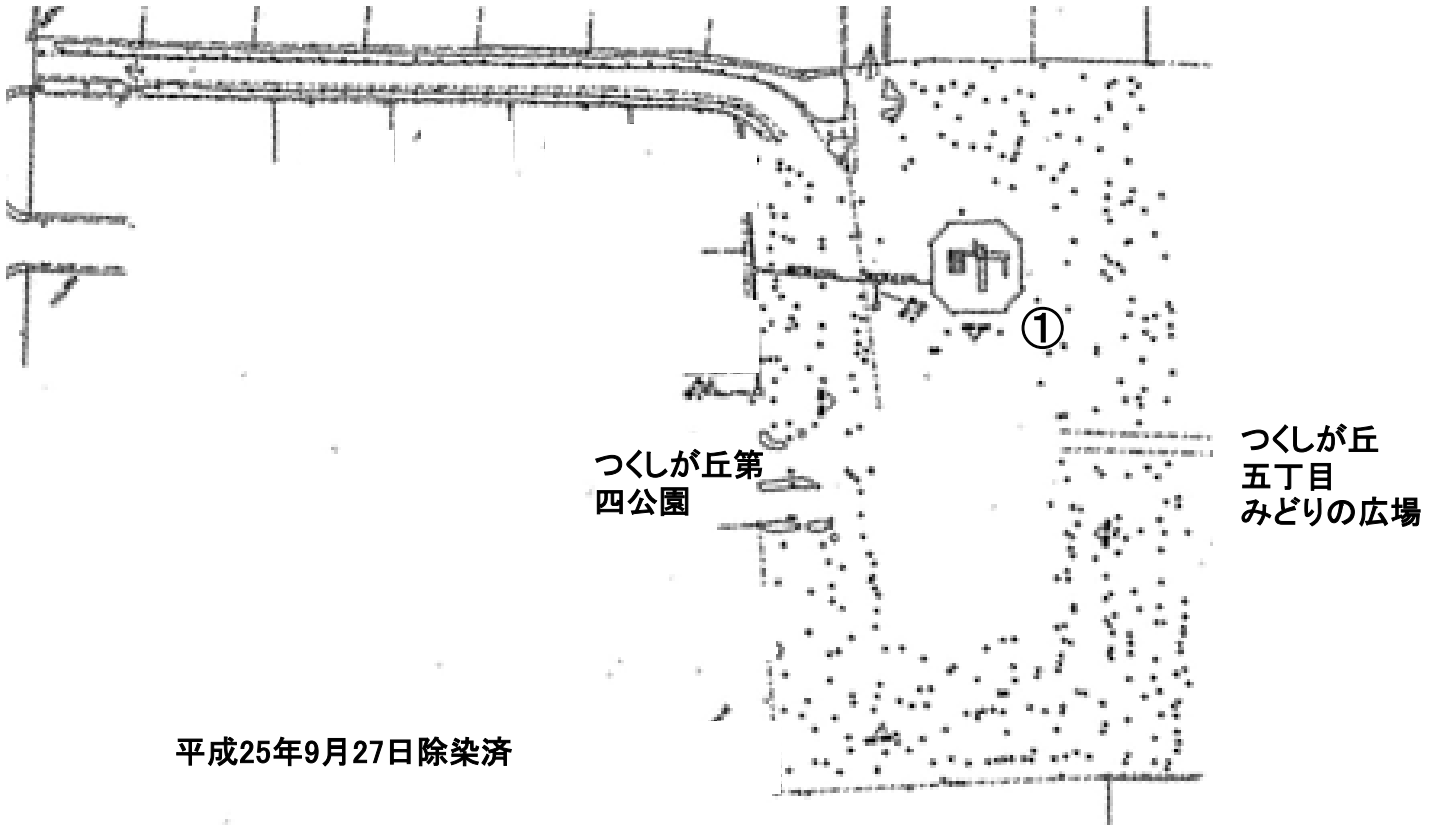 ①
つくしが丘第
四公園
つくしが丘
五丁目
みどりの広場
平成25年9月27日除染済